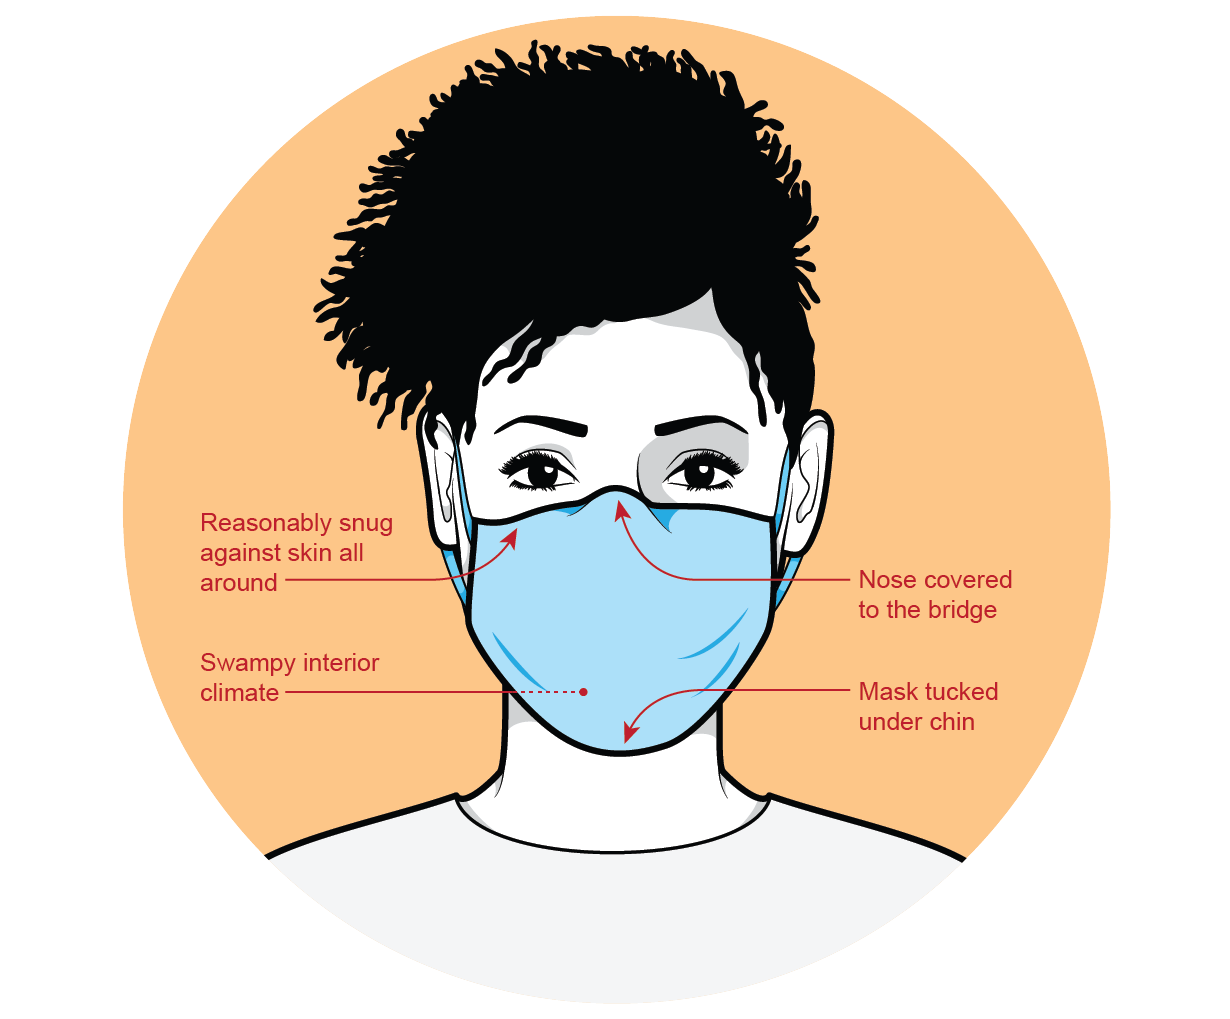 Reasonably snug
against skin all
around
Swampy interior
climate
Nose covered
to the bridge
Mask tucked
under chin